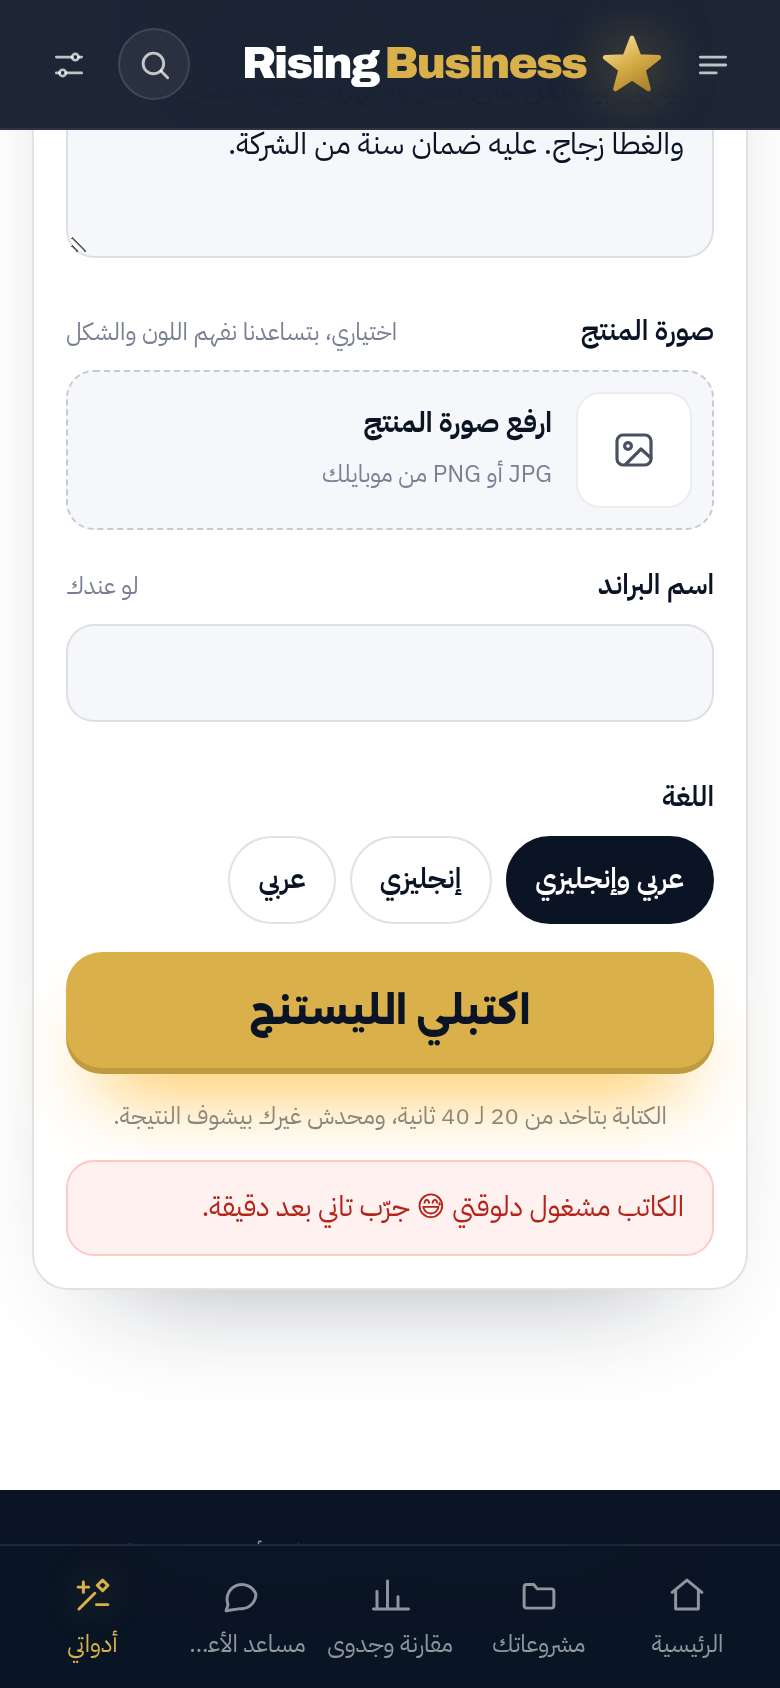 Rising Business
والغطا زجاج. عليه ضمان سنة من الشركة.
صورة المنتج
اختياري، بتساعدنا نفهم اللون والشكل
ارفع صورة المنتج
JPG أو PNG من موبايلك
اسم البراند
لو عندك
اللغة
عربي وإنجليزي
إنجليزي
عربي
اكتبلي الليستنج
الكتابة بتاخد من 20 لـ 40 ثانية، ومحدش غيرك بيشوف النتيجة.
الكاتب مشغول دلوقتي 😅 جرّب تاني بعد دقيقة.
الرئيسية
مشروعاتك
مقارنة وجدوى
مساعد الأعـ...
أدواتي